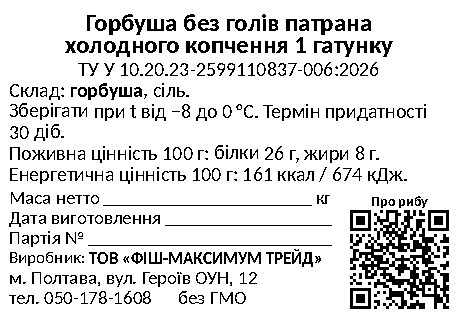 Горбуша без голів патрана
холодного копчення 1 гатунку
ТУ У 10.20.23-2599110837-006:2026
Склад: горбуша, сіль.
Зберігати при t від −8 до 0 °С. Термін придатності
30 діб.
Поживна цінність 100 г: білки 26 г, жири 8 г.
Енергетична цінність 100 г: 161 ккал / 674 кДж.
Маса нетто ________________________ кг
Дата виготовлення ___________________
Партія № ____________________________
Виробник: ТОВ «ФІШ-МАКСИМУМ ТРЕЙД»
м. Полтава, вул. Героїв ОУН, 12
тел. 050-178-1608 без ГМО
Про рибу